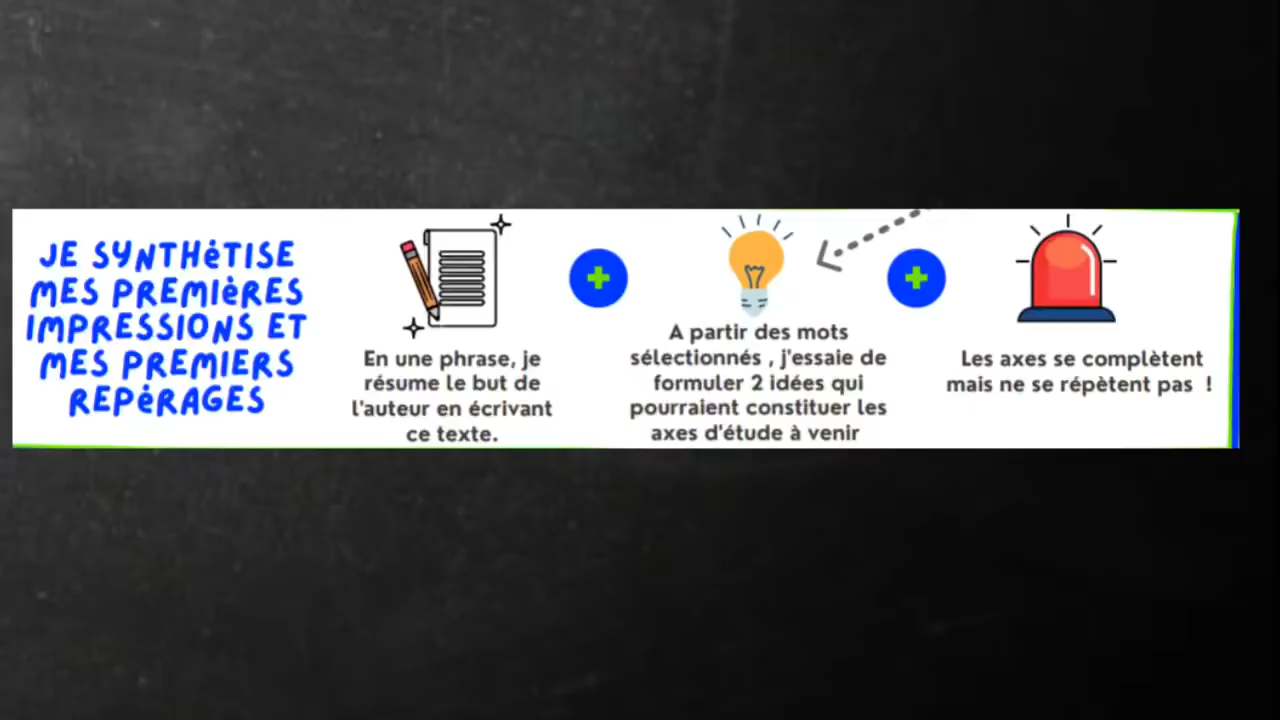 JE SYNTHéTISE
MES PREMIèRES
IMPRESSIONS ET
MES PREMIERS
REPéRAGES
En une phrase, je
résume le but de
l'auteur en écrivant
ce texte.
A partir des mots
sélectionnés , j'essaie de
formuler 2 idées qui
pourraient constituer les
axes d'étude à venir
Les axes se complètent
mais ne se répètent pas !